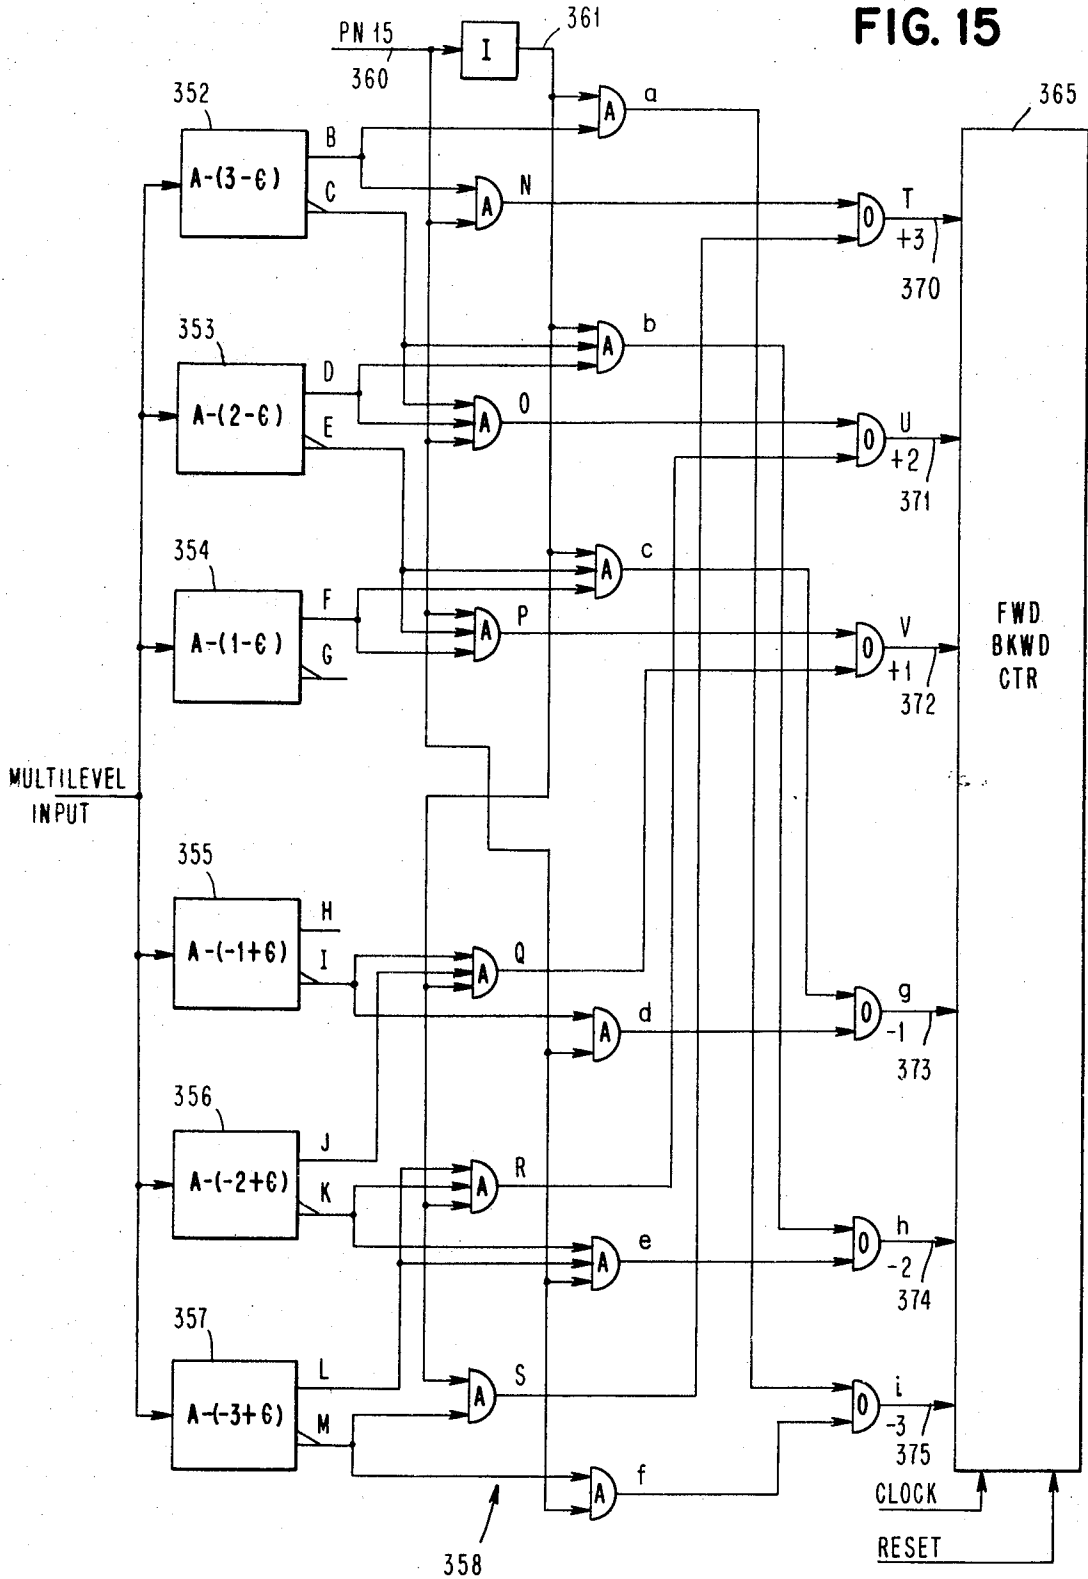 FIG. 15
PN 15
360
I
361
352
A-(3-ϵ)
B
C
A
a
A
N
O
T
+3
370
365
353
A-(2-ϵ)
D
E
A
b
A
O
O
U
+2
371
354
A-(1-ϵ)
F
G
A
c
A
P
O
V
+1
372
FWD
BKWD
CTR
MULTILEVEL
INPUT
355
A-(-1+ϵ)
H
I
A
Q
A
d
O
g
-1
373
356
A-(-2+ϵ)
J
K
A
R
A
e
O
h
-2
374
357
A-(-3+ϵ)
L
M
A
S
A
f
O
i
-3
375
358
CLOCK
RESET